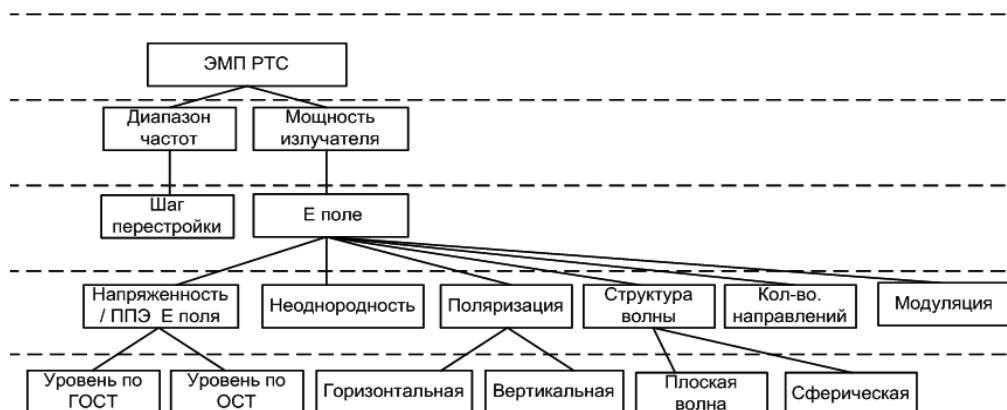 ЭМП РТС
Диапазон
частот
Мощность
излучателя
Шаг
перестройки
Е поле
Напряженность
/ ППЭ Е поля
Неоднородность
Поляризация
Структура
волны
Кол-во.
направлений
Модуляция
Уровень по
ГОСТ
Уровень по
ОСТ
Горизонтальная
Вертикальная
Плоская
волна
Сферическая